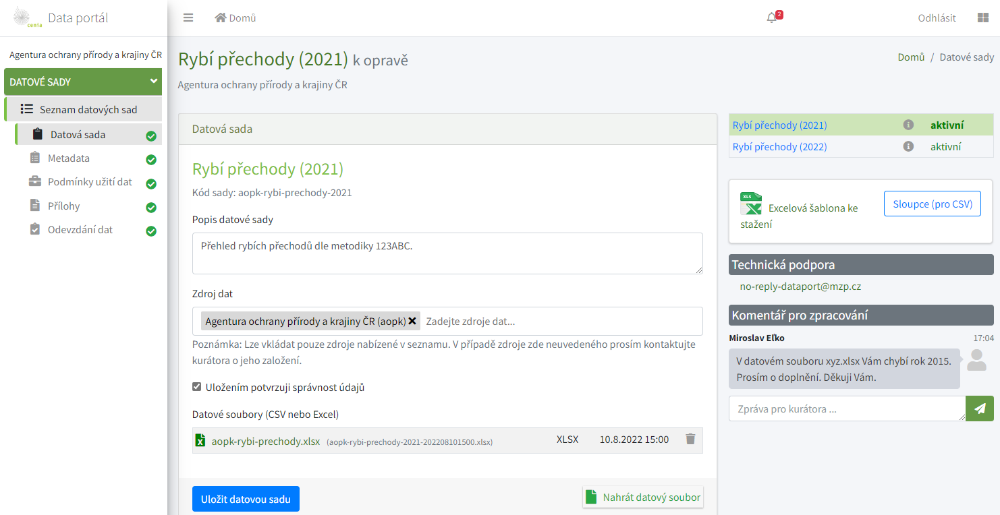 cenia
Data portál
Domů
2
Odhlásit
Agentura ochrany přírody a krajiny ČR
DATOVÉ SADY
Seznam datových sad
Datová sada
Metadata
Podmínky užití dat
Přílohy
Odevzdání dat
Rybí přechody (2021) k opravě
Domů / Datové sady
Agentura ochrany přírody a krajiny ČR
Datová sada
Rybí přechody (2021)
Kód sady: aopk-rybi-prechody-2021
Popis datové sady
Přehled rybích přechodů dle metodiky 123ABC.
Zdroj dat
Agentura ochrany přírody a krajiny ČR (aopk) Zadejte zdroje dat...
Poznámka: Lze vkládat pouze zdroje nabízené v seznamu. V případě zdroje zde neuvedeného prosím kontaktujte
kurátora o jeho založení.
Uložením potvrzuji správnost údajů
Datové soubory (CSV nebo Excel)
aopk-rybi-prechody.xlsx (aopk-rybi-prechody-2021-202208101500.xlsx) XLSX 10.8.2022 15:00
Uložit datovou sadu
Nahrát datový soubor
Rybí přechody (2021) aktivní
Rybí přechody (2022) aktivní
XLS
Excelová šablona ke
stažení
Sloupce (pro CSV)
Technická podpora
no-reply-dataport@mzp.cz
Komentář pro zpracování
Miroslav Eľko 17:04
V datovém souboru xyz.xlsx Vám chybí rok 2015.
Prosím o doplnění. Děkuji Vám.
Zpráva pro kurátora ...